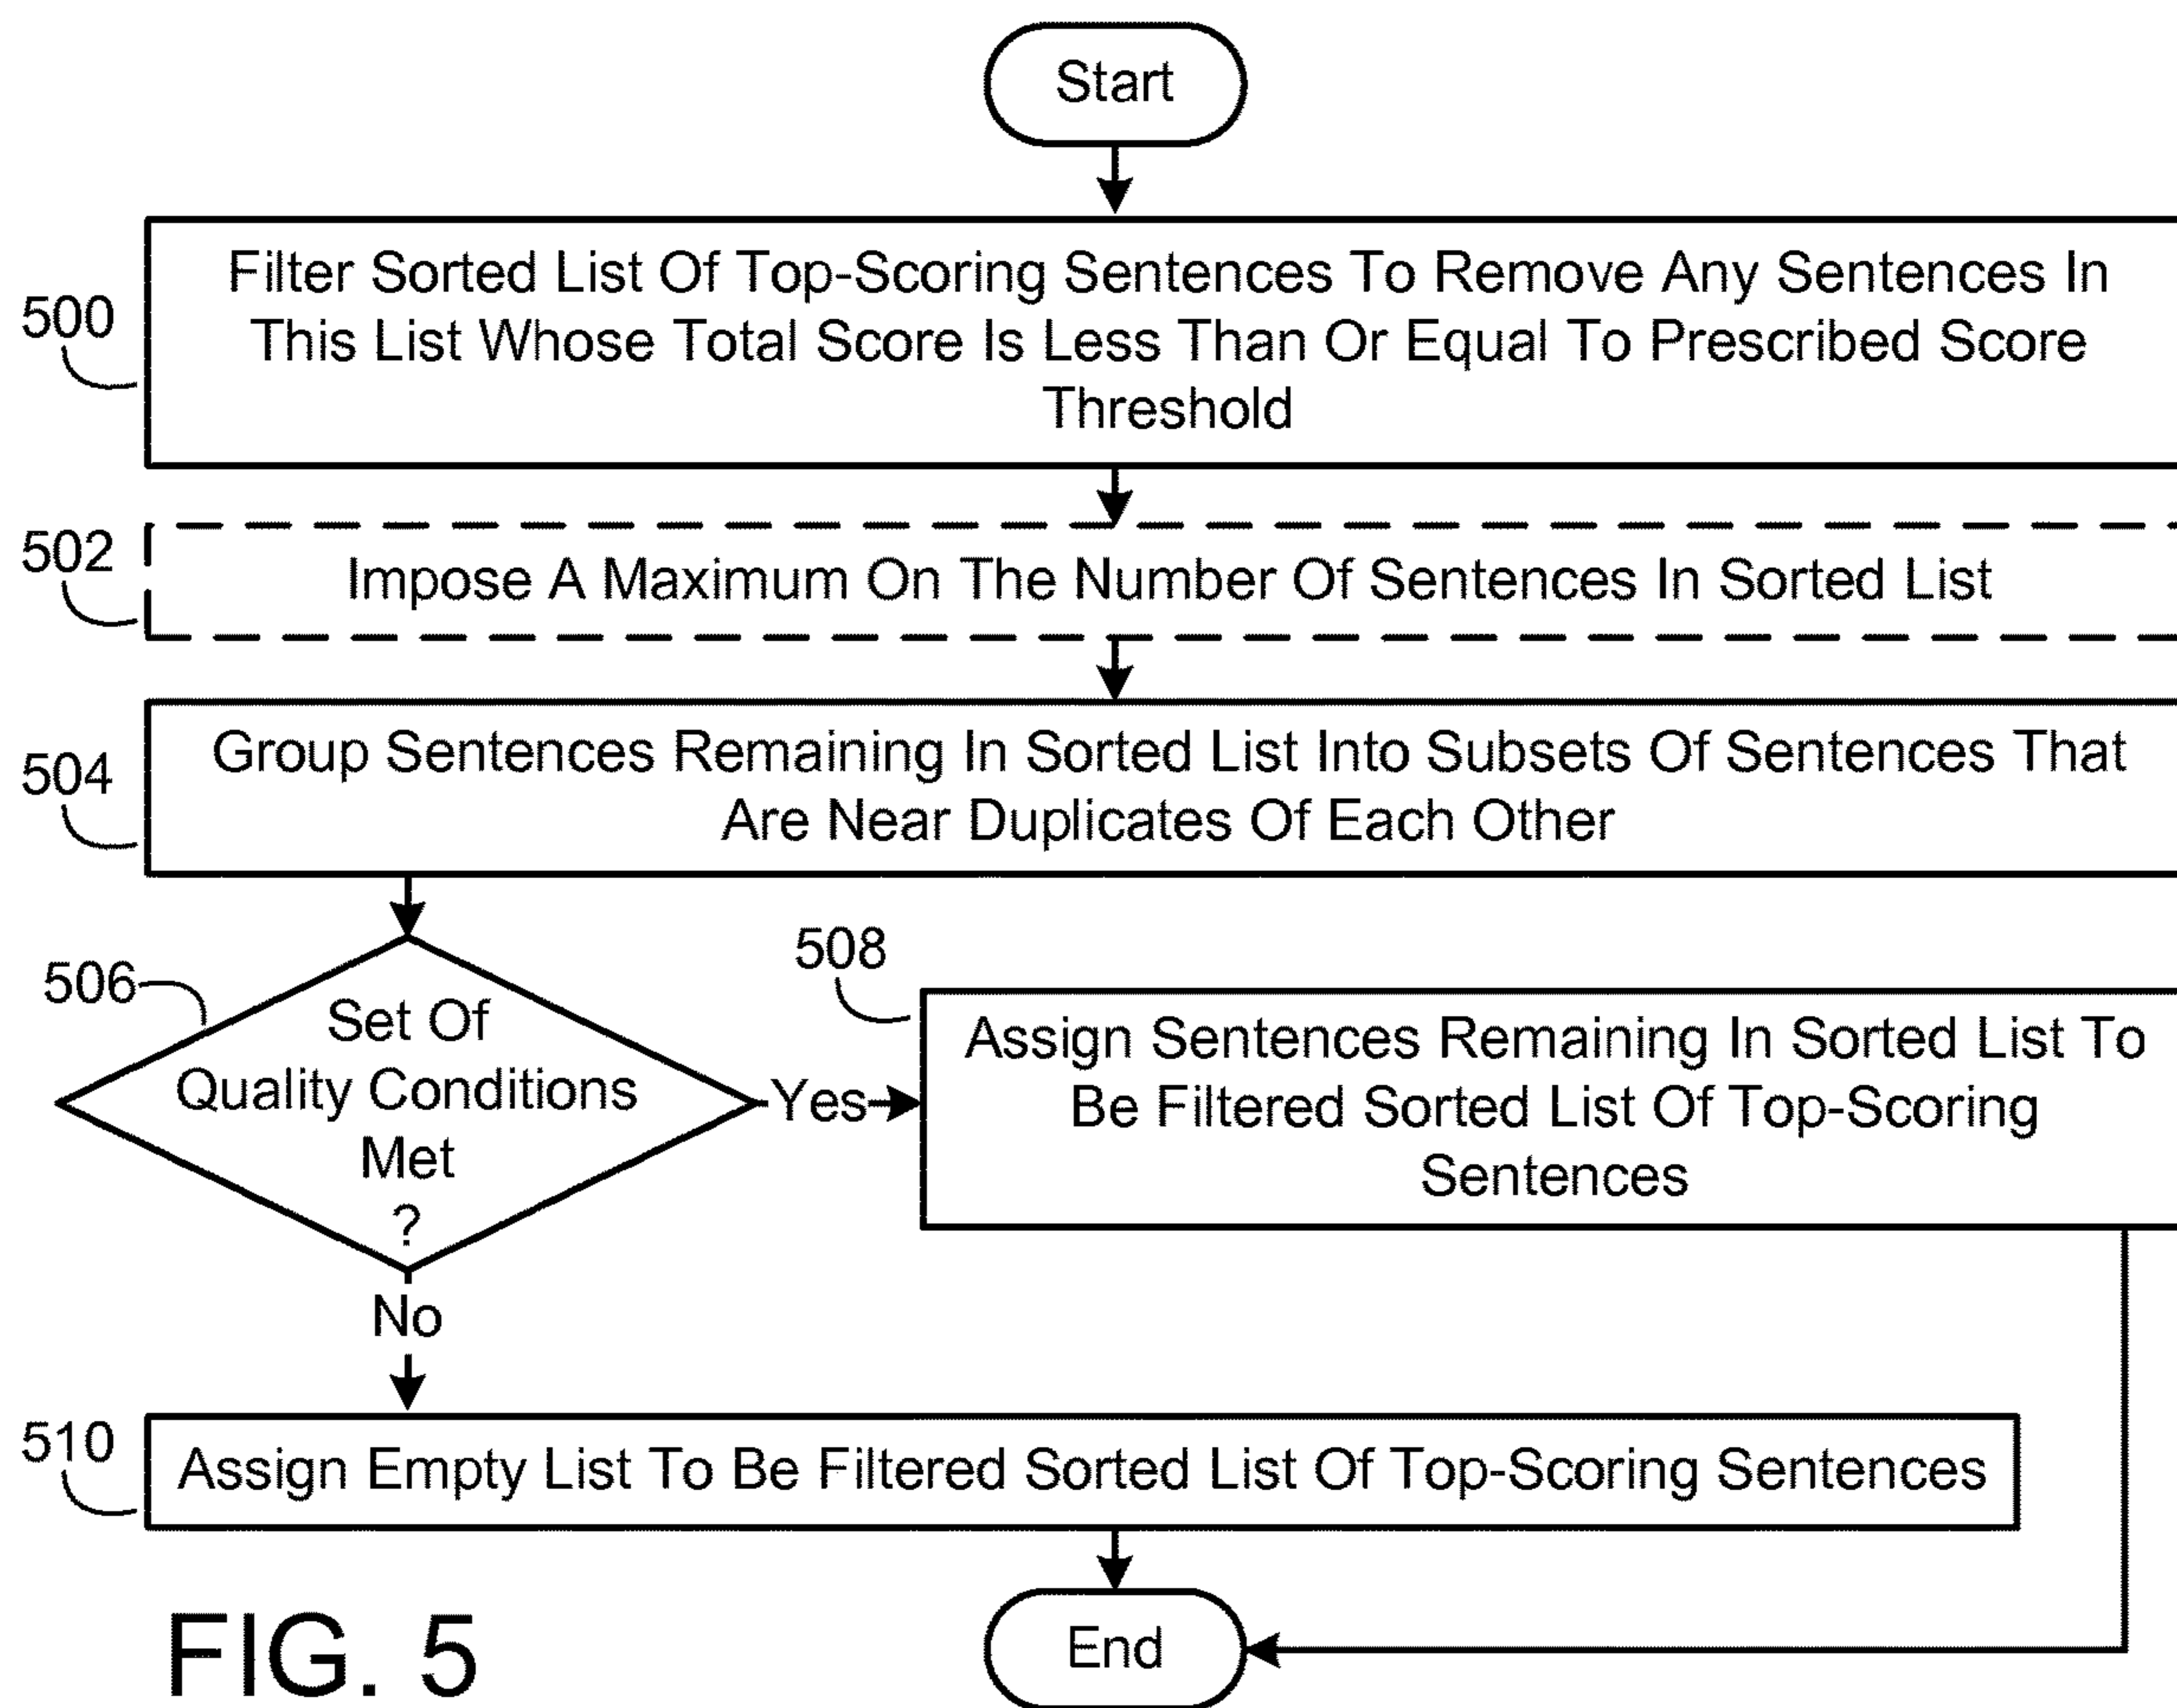 Start
500
Filter Sorted List Of Top-Scoring Sentences To Remove Any Sentences In
This List Whose Total Score Is Less Than Or Equal To Prescribed Score
Threshold
502
Impose A Maximum On The Number Of Sentences In Sorted List
504
Group Sentences Remaining In Sorted List Into Subsets Of Sentences That
Are Near Duplicates Of Each Other
506
Set Of
Quality Conditions
Met
?
Yes
508
Assign Sentences Remaining In Sorted List To
Be Filtered Sorted List Of Top-Scoring
Sentences
No
510
Assign Empty List To Be Filtered Sorted List Of Top-Scoring Sentences
End
FIG. 5